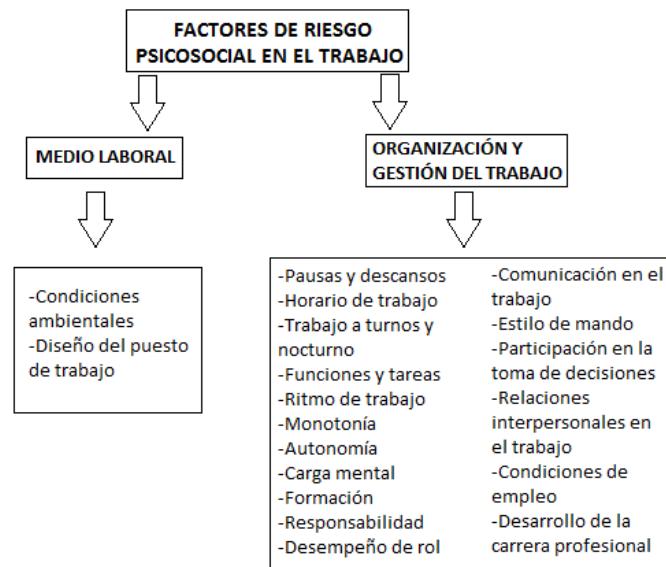 FACTORES DE RIESGO
PSICOSOCIAL EN EL TRABAJO
MEDIO LABORAL
ORGANIZACIÓN Y
GESTIÓN DEL TRABAJO
-Condiciones
ambientales
-Diseño del puesto
de trabajo
-Pausas y descansos
-Horario de trabajo
-Trabajo a turnos y
nocturno
-Funciones y tareas
-Ritmo de trabajo
-Monotonía
-Autonomía
-Carga mental
-Formación
-Responsabilidad
-Desempeño de rol
-Comunicación en el
trabajo
-Estilo de mando
-Participación en la
toma de decisiones
-Relaciones
interpersonales en
el trabajo
-Condiciones de
empleo
-Desarrollo de la
carrera profesional